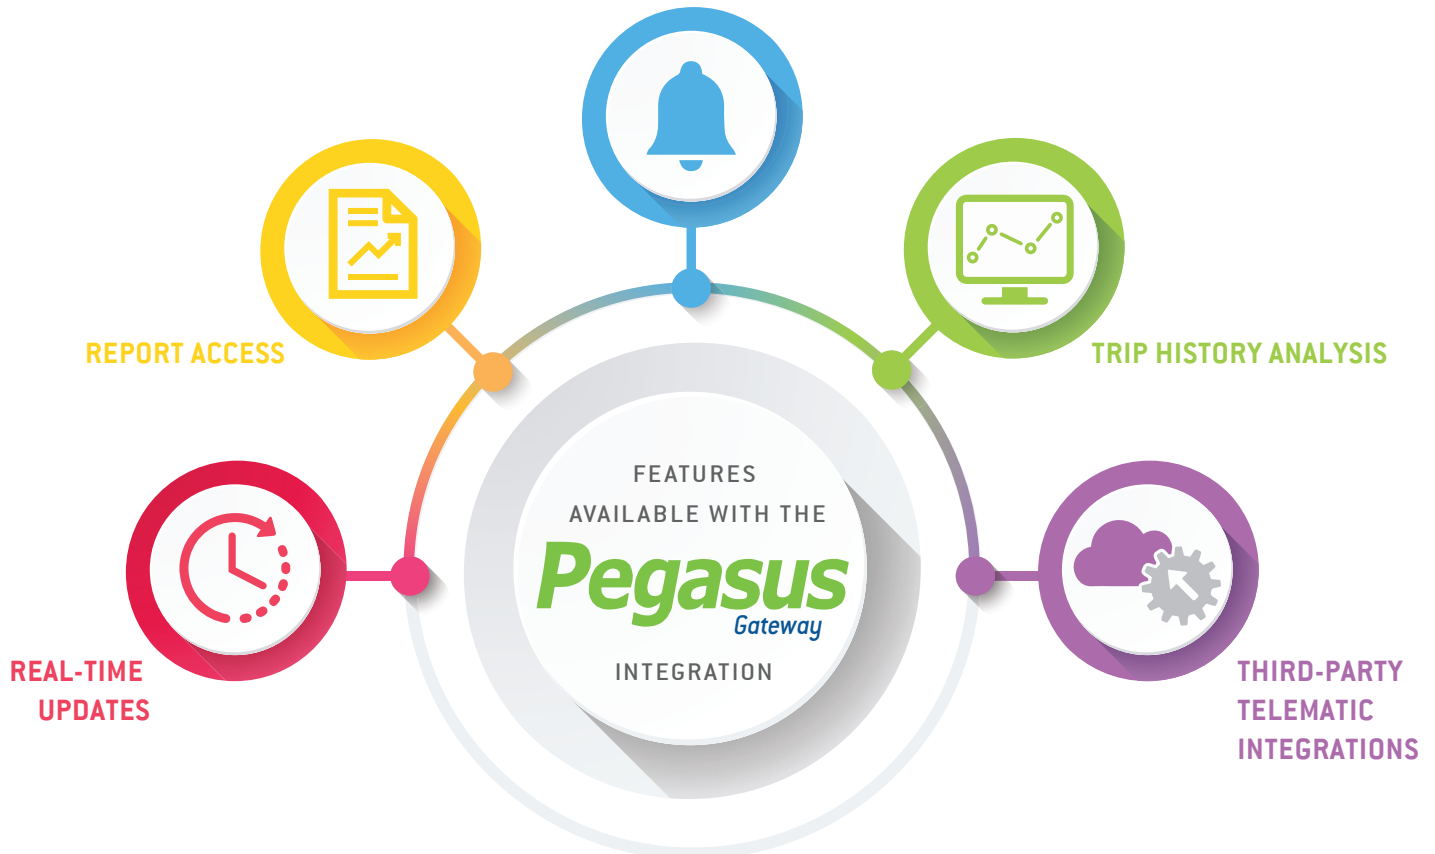 REPORT ACCESS
TRIP HISTORY ANALYSIS
FEATURES
AVAILABLE WITH THE
Pegasus
Gateway
INTEGRATION
REAL-TIME
UPDATES
THIRD-PARTY
TELEMATIC
INTEGRATIONS